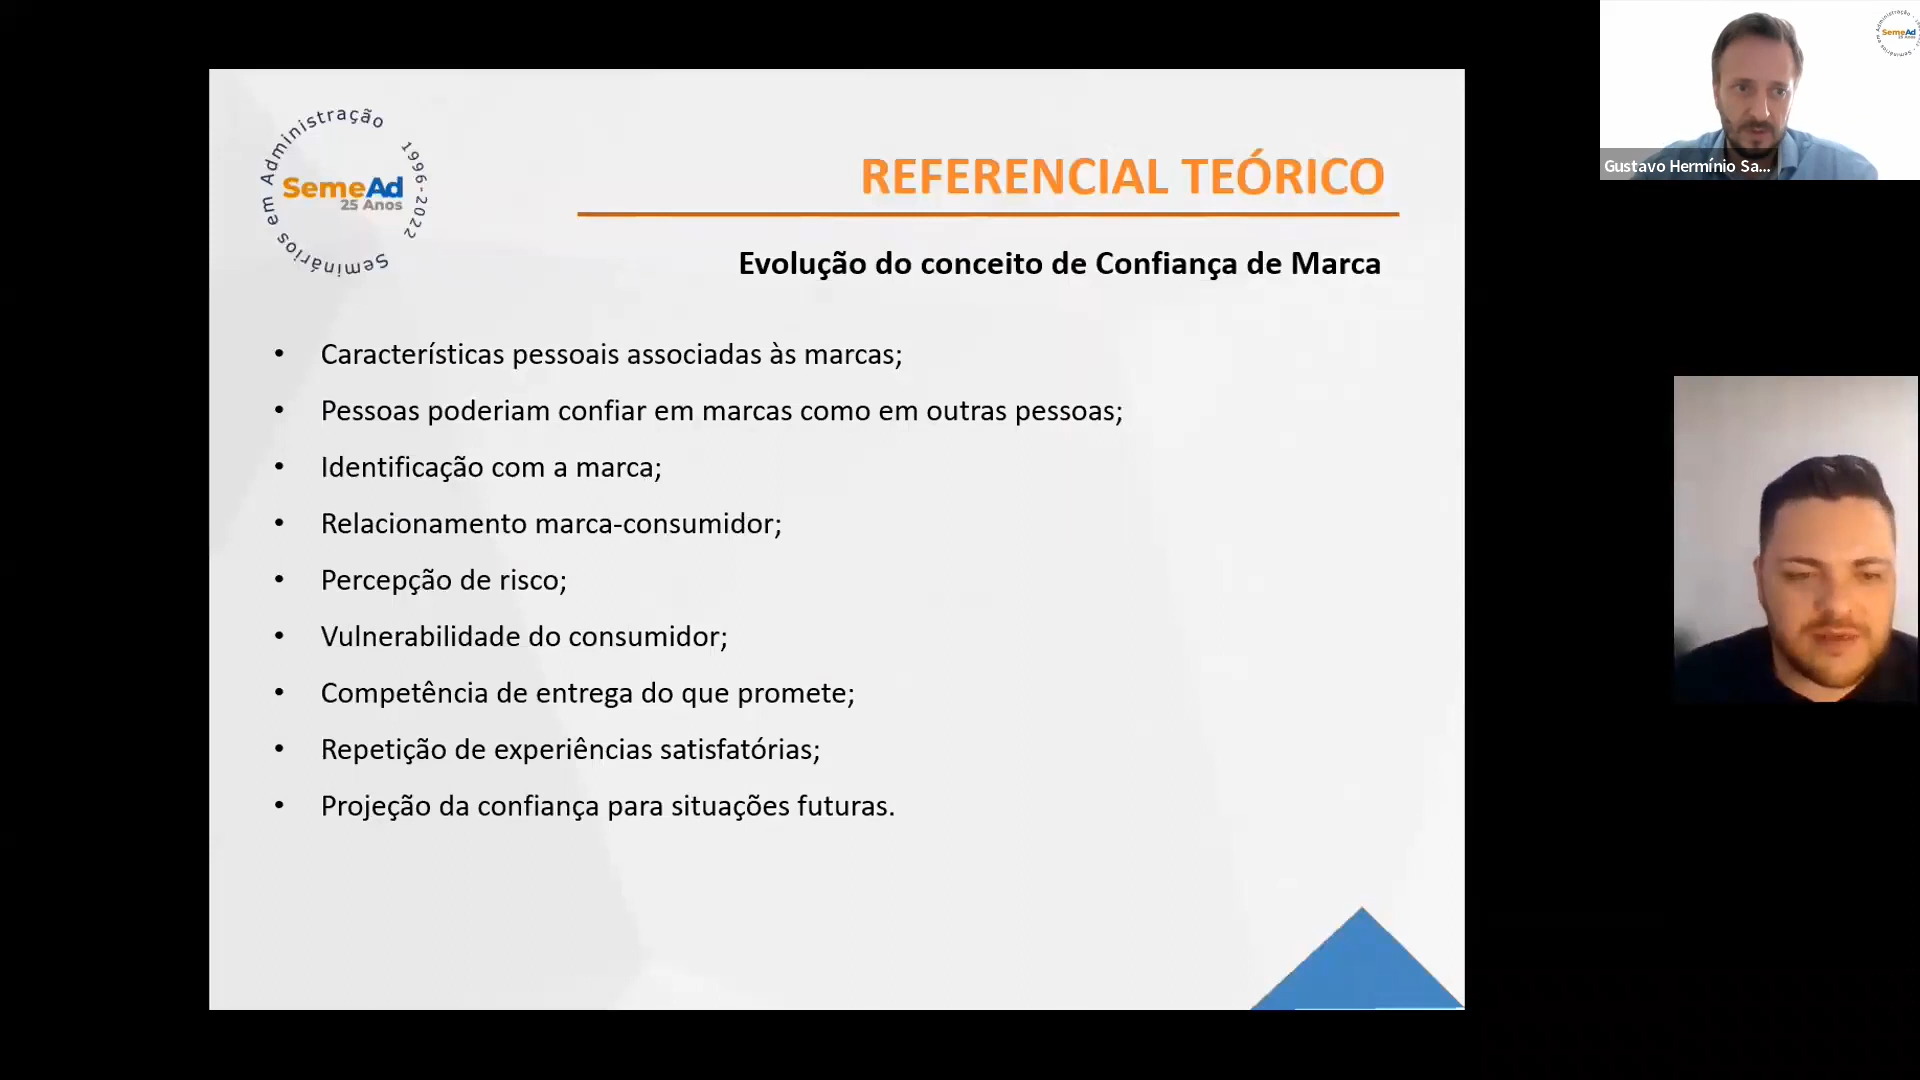 Seminários em Administração 1996-2022
SemeAd
25 Anos
REFERENCIAL TEÓRICO
Evolução do conceito de Confiança de Marca
• Características pessoais associadas às marcas;
• Pessoas poderiam confiar em marcas como em outras pessoas;
• Identificação com a marca;
• Relacionamento marca-consumidor;
• Percepção de risco;
• Vulnerabilidade do consumidor;
• Competência de entrega do que promete;
• Repetição de experiências satisfatórias;
• Projeção da confiança para situações futuras.
SemeAd
Gustavo Hermínio Sa...